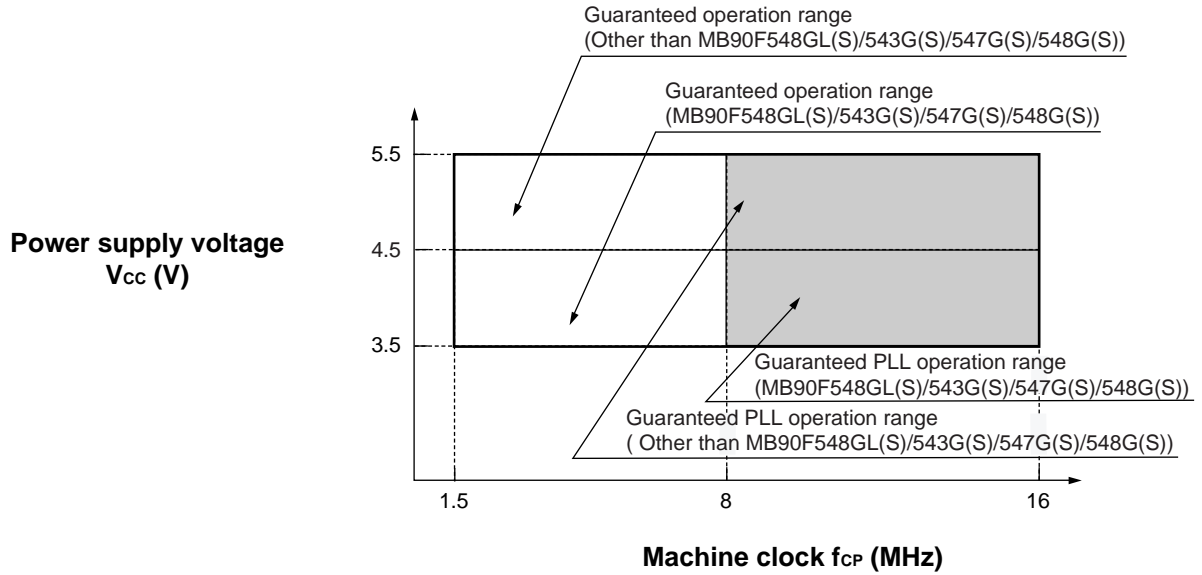 Guaranteed operation range
(Other than MB90F548GL(S)/543G(S)/547G(S)/548G(S))
Guaranteed operation range
(MB90F548GL(S)/543G(S)/547G(S)/548G(S))
5.5
Power supply voltage
VCC (V)
4.5
3.5
Guaranteed PLL operation range
(MB90F548GL(S)/543G(S)/547G(S)/548G(S))
Guaranteed PLL operation range
( Other than MB90F548GL(S)/543G(S)/547G(S)/548G(S))
1.5
8
16
Machine clock fCP (MHz)